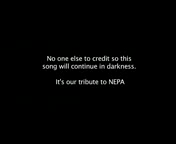 No one else to credit so this
song will continue in darkness.
It's our tribute to NEPA